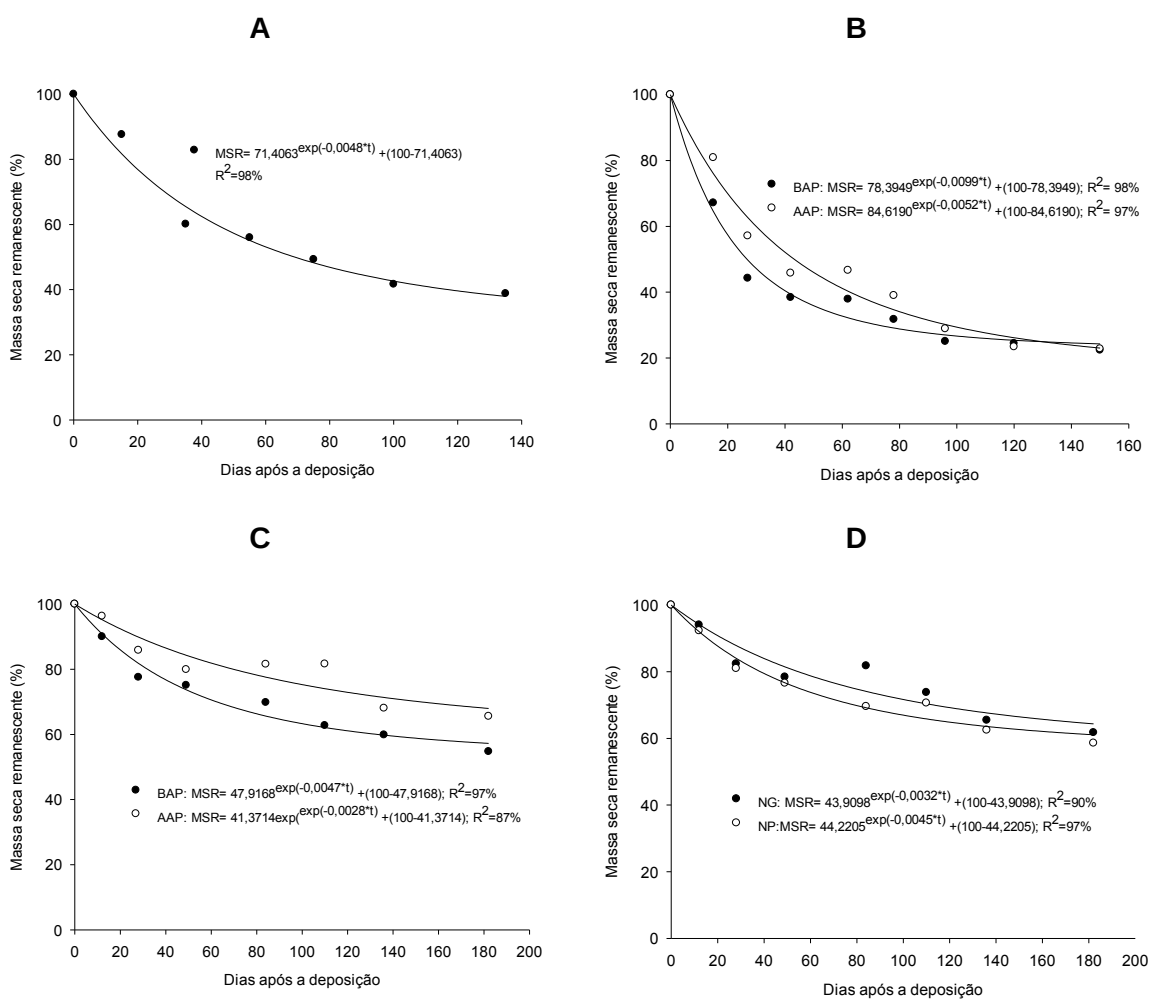 A
Massa seca remanescente (%)
100
80
60
40
20
0
MSR= 71,4063exp(-0,0048*t) +(100-71,4063)
R2=98%
0 20 40 60 80 100 120 140
Dias após a deposição
B
Massa seca remanescente (%)
100
80
60
40
20
0
BAP: MSR= 78,3949exp(-0,0099*t) +(100-78,3949); R2= 98%
AAP: MSR= 84,6190exp(-0,0052*t) +(100-84,6190); R2= 97%
0 20 40 60 80 100 120 140 160
Dias após a deposição
C
Massa seca remanescente (%)
100
80
60
40
20
0
BAP: MSR= 47,9168exp(-0,0047*t) +(100-47,9168); R2=97%
AAP: MSR= 41,3714exp(exp(-0,0028*t) +(100-41,3714); R2=87%
0 20 40 60 80 100 120 140 160 180 200
Dias após a deposição
D
Massa seca remanescente (%)
100
80
60
40
20
0
NG: MSR= 43,9098exp(-0,0032*t) +(100-43,9098); R2=90%
NP:MSR= 44,2205exp(-0,0045*t) +(100-44,2205); R2=97%
0 20 40 60 80 100 120 140 160 180 200
Dias após a deposição